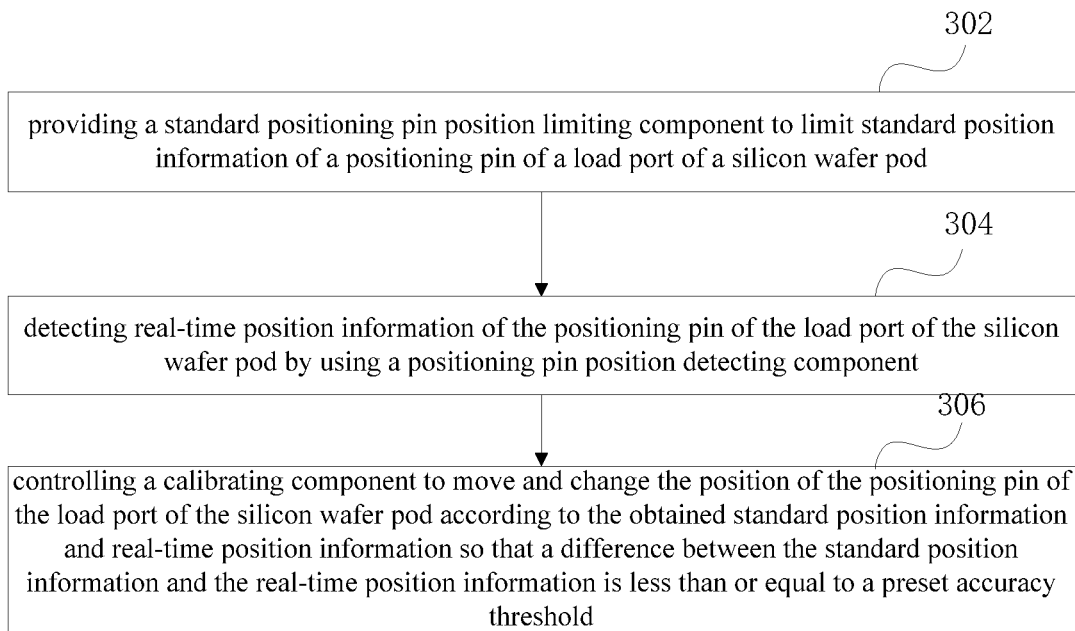 302
providing a standard positioning pin position limiting component to limit standard position
information of a positioning pin of a load port of a silicon wafer pod
304
detecting real-time position information of the positioning pin of the load port of the silicon
wafer pod by using a positioning pin position detecting component
306
controlling a calibrating component to move and change the position of the positioning pin of
the load port of the silicon wafer pod according to the obtained standard position information
and real-time position information so that a difference between the standard position
information and the real-time position information is less than or equal to a preset accuracy
threshold